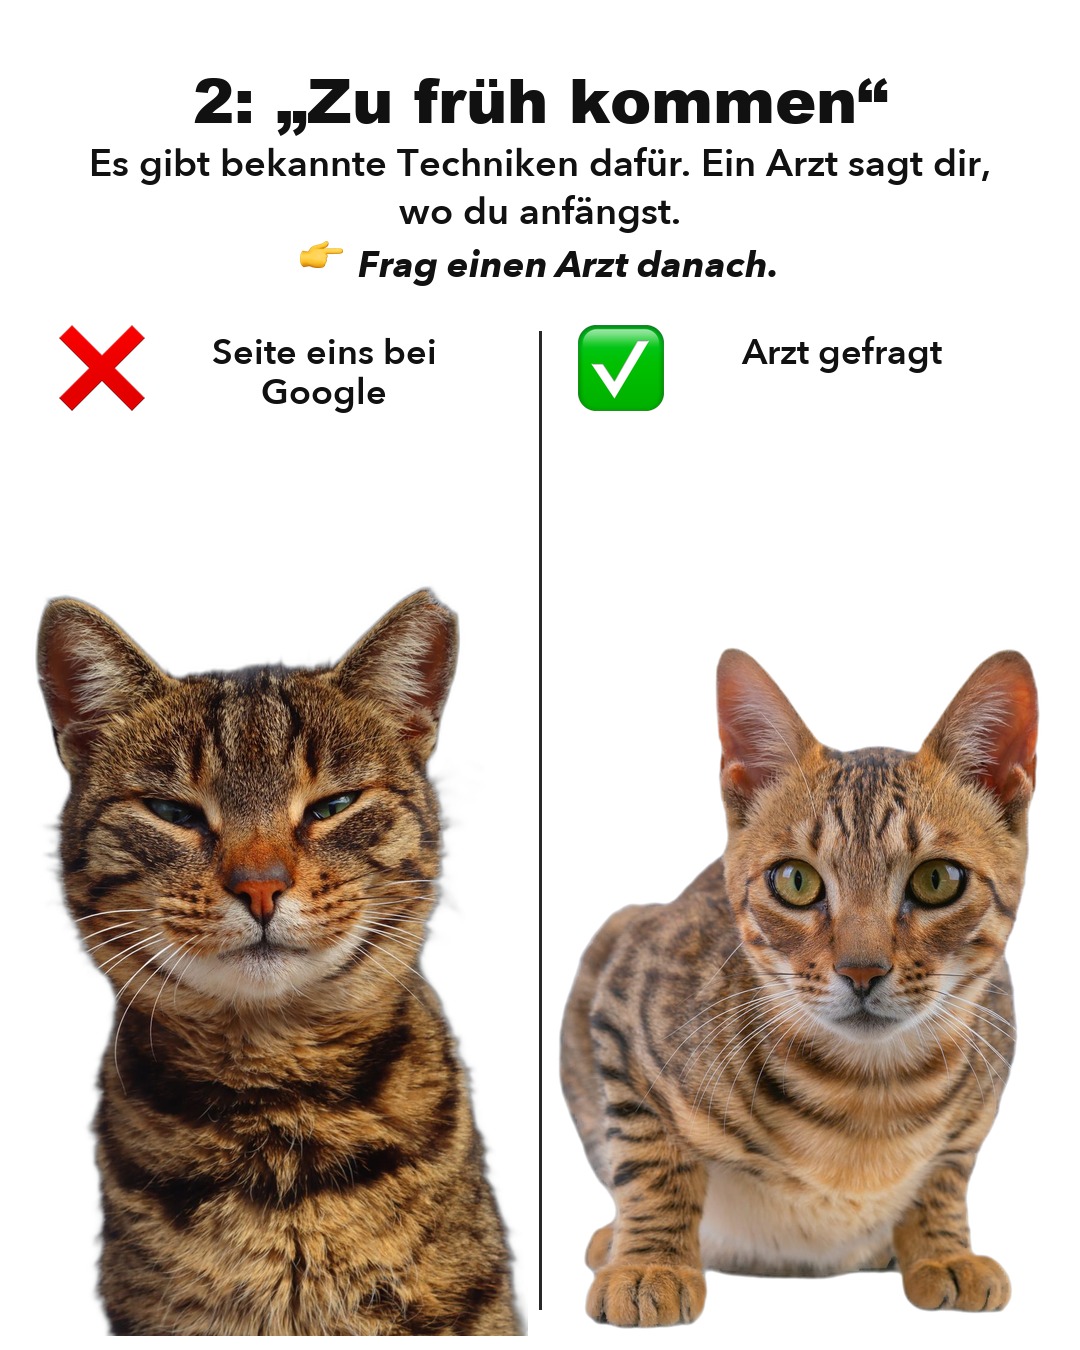 2: „Zu früh kommen“
Es gibt bekannte Techniken dafür. Ein Arzt sagt dir,
wo du anfängst.
👉 Frag einen Arzt danach.
❌ Seite eins bei
Google
✅ Arzt gefragt